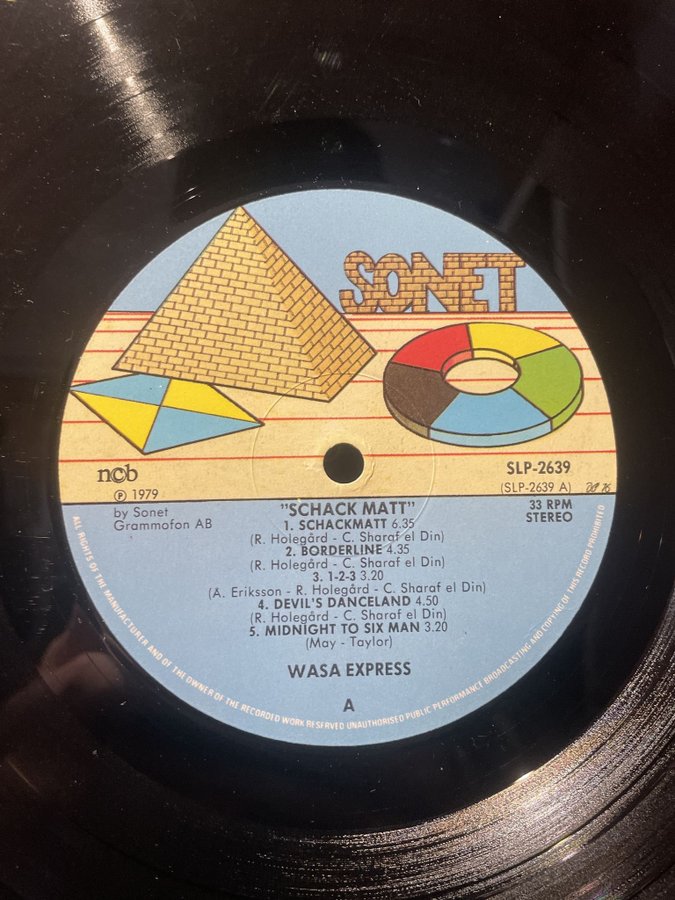 SONET
ncb
SLP-2639
(SLP-2639 A)
℗ 1979
by Sonet
Grammofon AB
33 RPM
STEREO
"SCHACK MATT"
1. SCHACKMATT 6.35
(R. Holegård - C. Sharaf el Din)
2. BORDERLINE 4.35
(R. Holegård - C. Sharaf el Din)
3. 1-2-3 3.20
(A. Eriksson - R. Holegård - C. Sharaf el Din)
4. DEVIL'S DANCELAND 4.50
(R. Holegård - C. Sharaf el Din)
5. MIDNIGHT TO SIX MAN 3.20
(May - Taylor)
WASA EXPRESS
A
ALL RIGHTS OF THE MANUFACTURER AND OF THE OWNER OF THE RECORDED WORK RESERVED UNAUTHORISED PUBLIC PERFORMANCE BROADCASTING AND COPYING OF THIS RECORD PROHIBITED